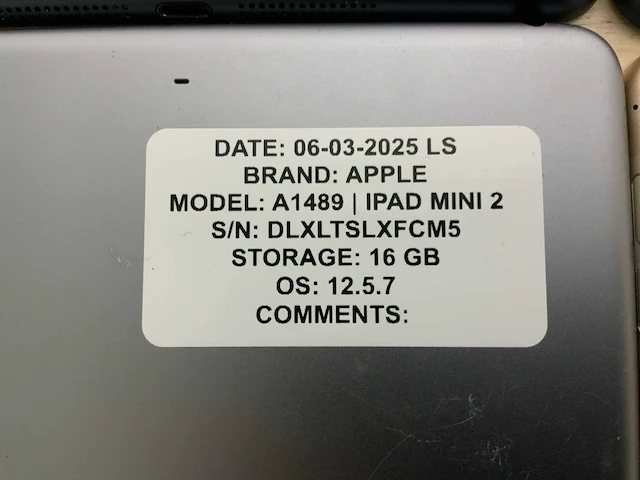 DATE: 06-03-2025 LS
BRAND: APPLE
MODEL: A1489 | IPAD MINI 2
S/N: DLXLTSLXFCM5
STORAGE: 16 GB
OS: 12.5.7
COMMENTS: